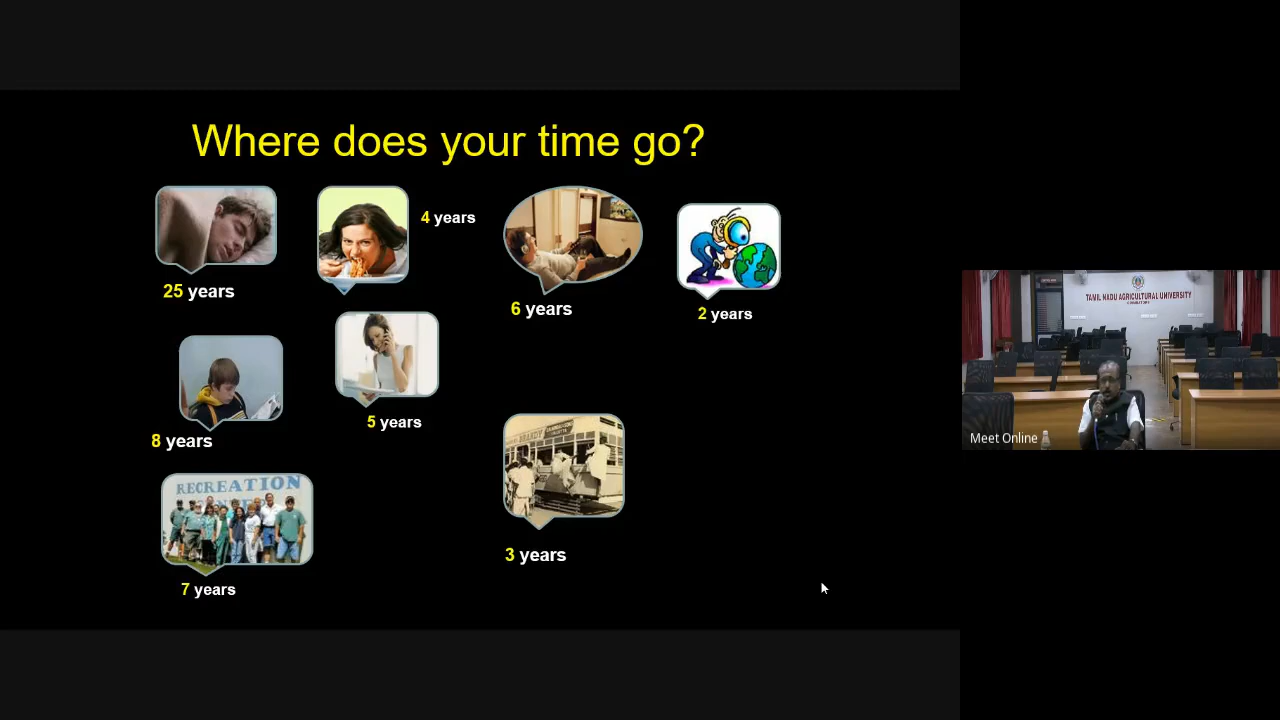 Where does your time go?
25 years
4 years
6 years
2 years
8 years
5 years
7 years
3 years
RECREATION
TAMIL NADU AGRICULTURAL UNIVERSITY
Meet Online